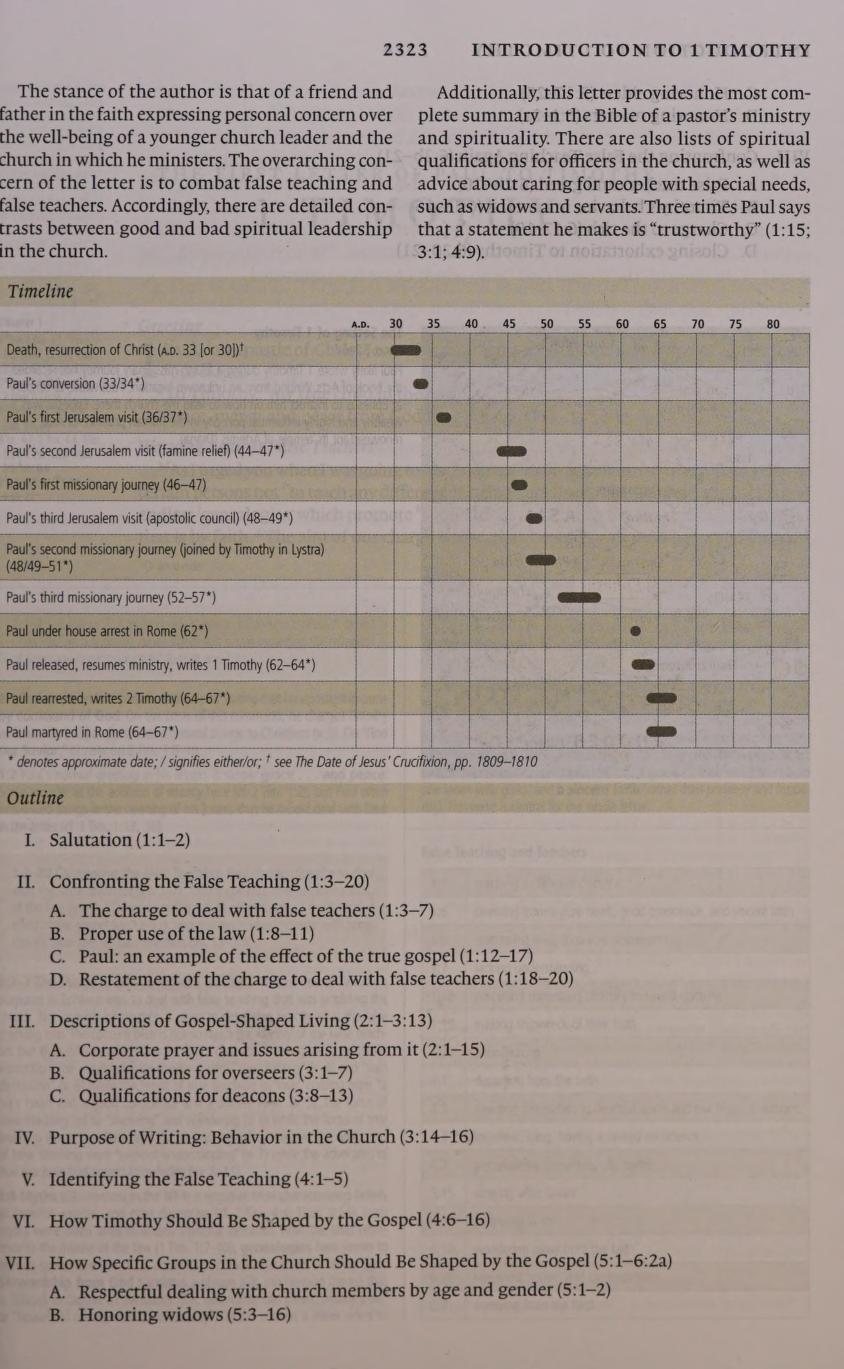 2323 INTRODUCTION TO 1 TIMOTHY
The stance of the author is that of a friend and
father in the faith expressing personal concern over
the well-being of a younger church leader and the
church in which he ministers. The overarching con-
cern of the letter is to combat false teaching and
false teachers. Accordingly, there are detailed con-
trasts between good and bad spiritual leadership
in the church.
Additionally, this letter provides the most com-
plete summary in the Bible of a pastor's ministry
and spirituality. There are also lists of spiritual
qualifications for officers in the church, as well as
advice about caring for people with special needs,
such as widows and servants. Three times Paul says
that a statement he makes is “trustworthy” (1:15;
3:1; 4:9).
Timeline
A.D. 30 35 40 45 50 55 60 65 70 75 80
Death, resurrection of Christ (A.D. 33 [or 30])†
Paul's conversion (33/34*)
Paul's first Jerusalem visit (36/37*)
Paul's second Jerusalem visit (famine relief) (44–47*)
Paul's first missionary journey (46–47)
Paul's third Jerusalem visit (apostolic council) (48–49*)
Paul's second missionary journey (joined by Timothy in Lystra)
(48/49–51*)
Paul's third missionary journey (52–57*)
Paul under house arrest in Rome (62*)
Paul released, resumes ministry, writes 1 Timothy (62–64*)
Paul rearrested, writes 2 Timothy (64–67*)
Paul martyred in Rome (64–67*)
* denotes approximate date; / signifies either/or; † see The Date of Jesus' Crucifixion, pp. 1809–1810
Outline
I. Salutation (1:1–2)
II. Confronting the False Teaching (1:3–20)
A. The charge to deal with false teachers (1:3–7)
B. Proper use of the law (1:8–11)
C. Paul: an example of the effect of the true gospel (1:12–17)
D. Restatement of the charge to deal with false teachers (1:18–20)
III. Descriptions of Gospel-Shaped Living (2:1–3:13)
A. Corporate prayer and issues arising from it (2:1–15)
B. Qualifications for overseers (3:1–7)
C. Qualifications for deacons (3:8–13)
IV. Purpose of Writing: Behavior in the Church (3:14–16)
V. Identifying the False Teaching (4:1–5)
VI. How Timothy Should Be Shaped by the Gospel (4:6–16)
VII. How Specific Groups in the Church Should Be Shaped by the Gospel (5:1–6:2a)
A. Respectful dealing with church members by age and gender (5:1–2)
B. Honoring widows (5:3–16)